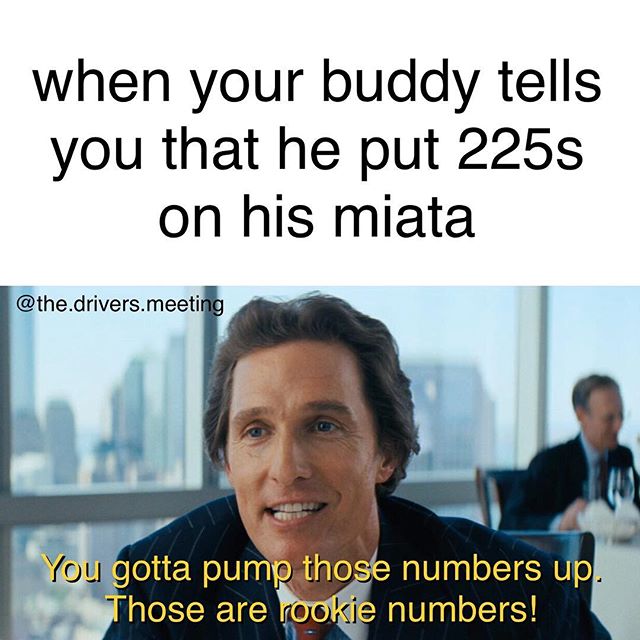 when your buddy tells
you that he put 225s
on his miata
@the.drivers.meeting
You gotta pump those numbers up.
Those are rookie numbers!